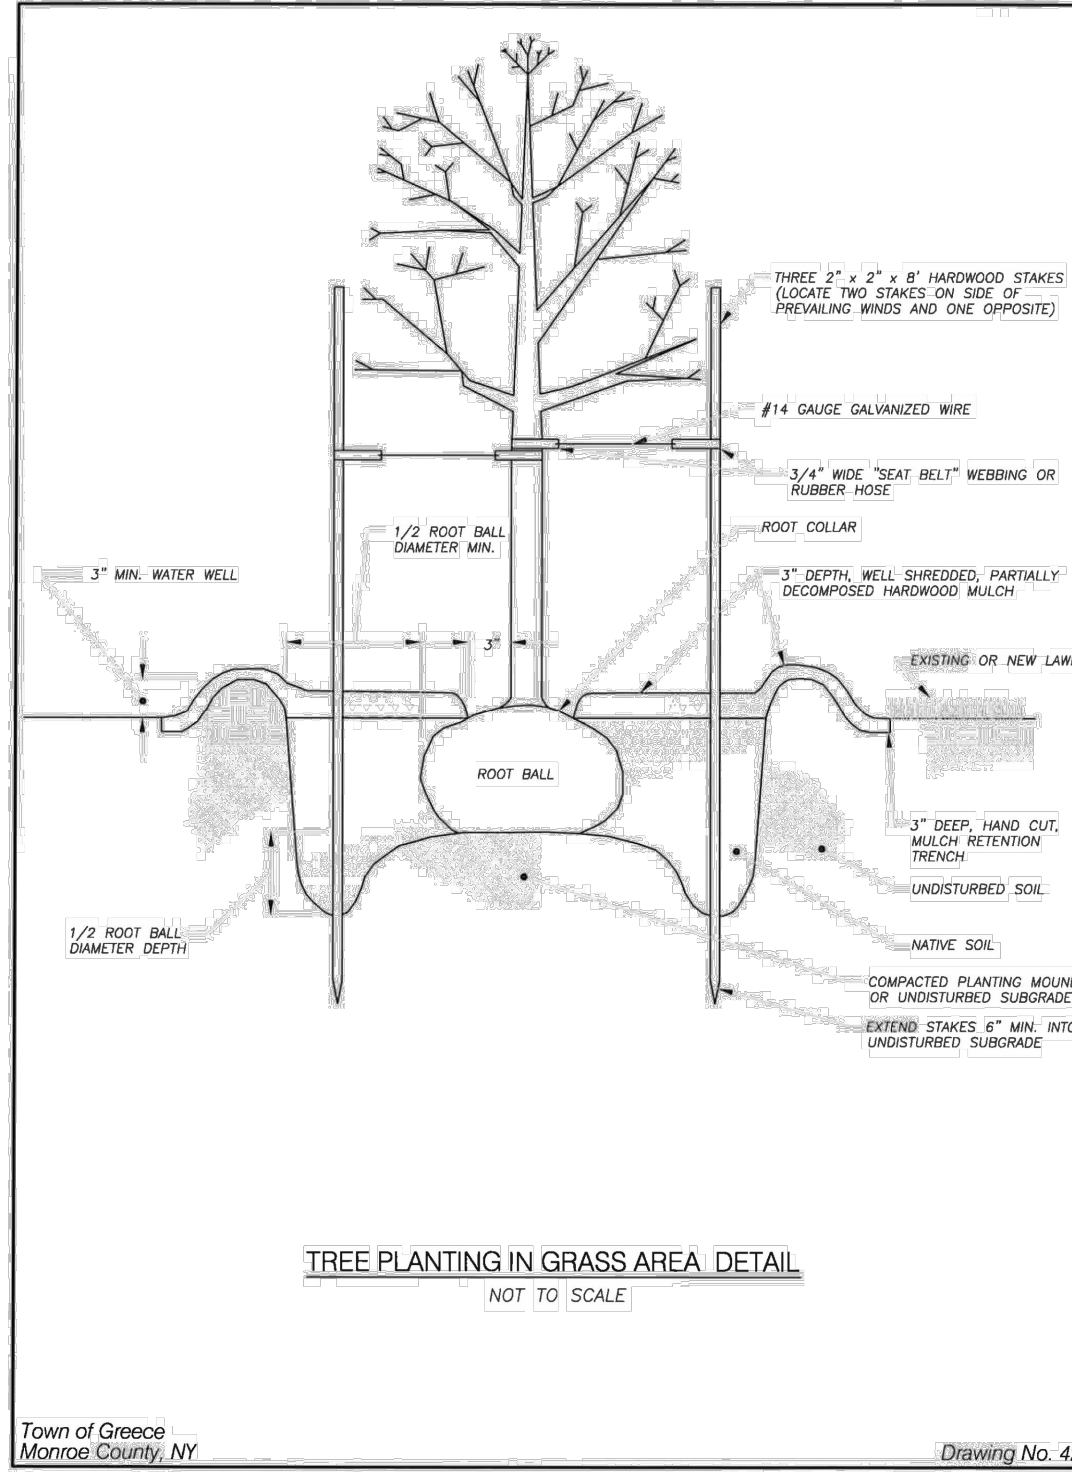 THREE 2" x 2" x 8' HARDWOOD STAKES
(LOCATE TWO STAKES ON SIDE OF
PREVAILING WINDS AND ONE OPPOSITE)
#14 GAUGE GALVANIZED WIRE
3/4" WIDE "SEAT BELT" WEBBING OR
RUBBER HOSE
1/2 ROOT BALL
DIAMETER MIN.
ROOT COLLAR
3" MIN. WATER WELL
3" DEPTH, WELL SHREDDED, PARTIALLY
DECOMPOSED HARDWOOD MULCH
3"
EXISTING OR NEW LAWN
ROOT BALL
3" DEEP, HAND CUT,
MULCH RETENTION
TRENCH
UNDISTURBED SOIL
1/2 ROOT BALL
DIAMETER DEPTH
NATIVE SOIL
COMPACTED PLANTING MOUND
OR UNDISTURBED SUBGRADE
EXTEND STAKES 6" MIN. INTO
UNDISTURBED SUBGRADE
TREE PLANTING IN GRASS AREA DETAIL
NOT TO SCALE
Town of Greece
Monroe County, NY
Drawing No.